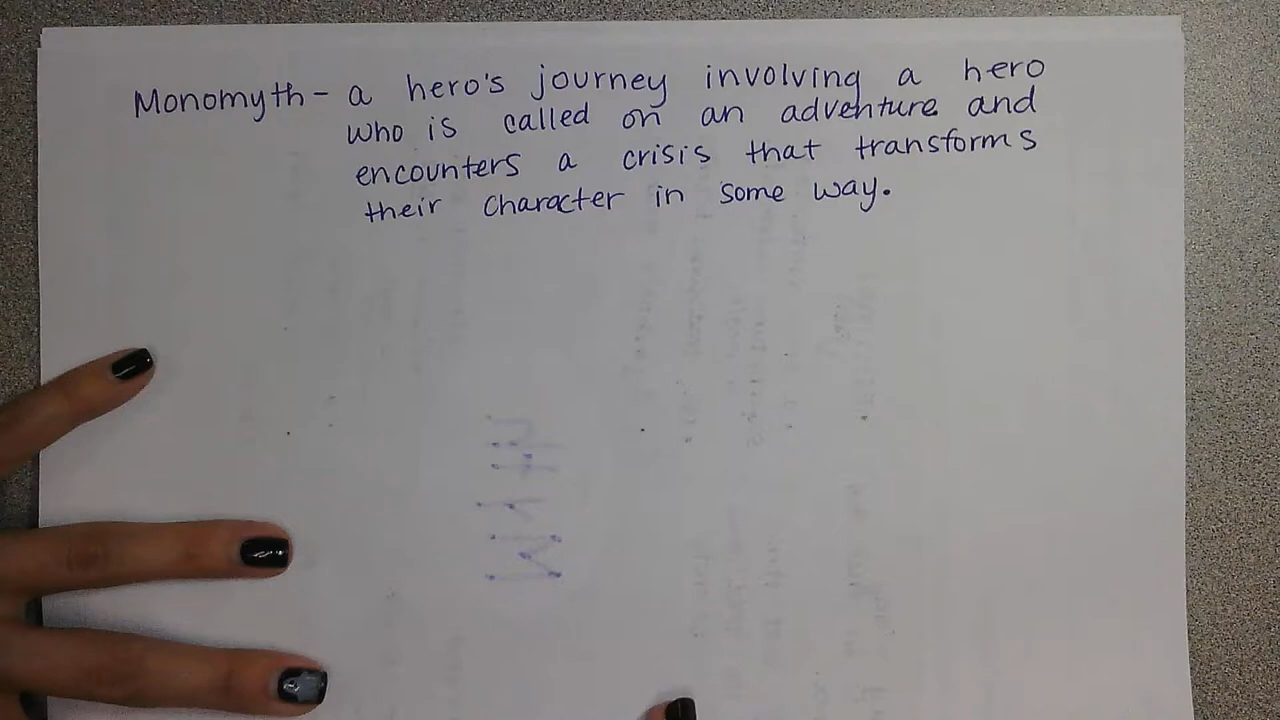 Monomyth - a hero's journey involving a hero
who is called on an adventure and
encounters a crisis that transforms
their character in some way.